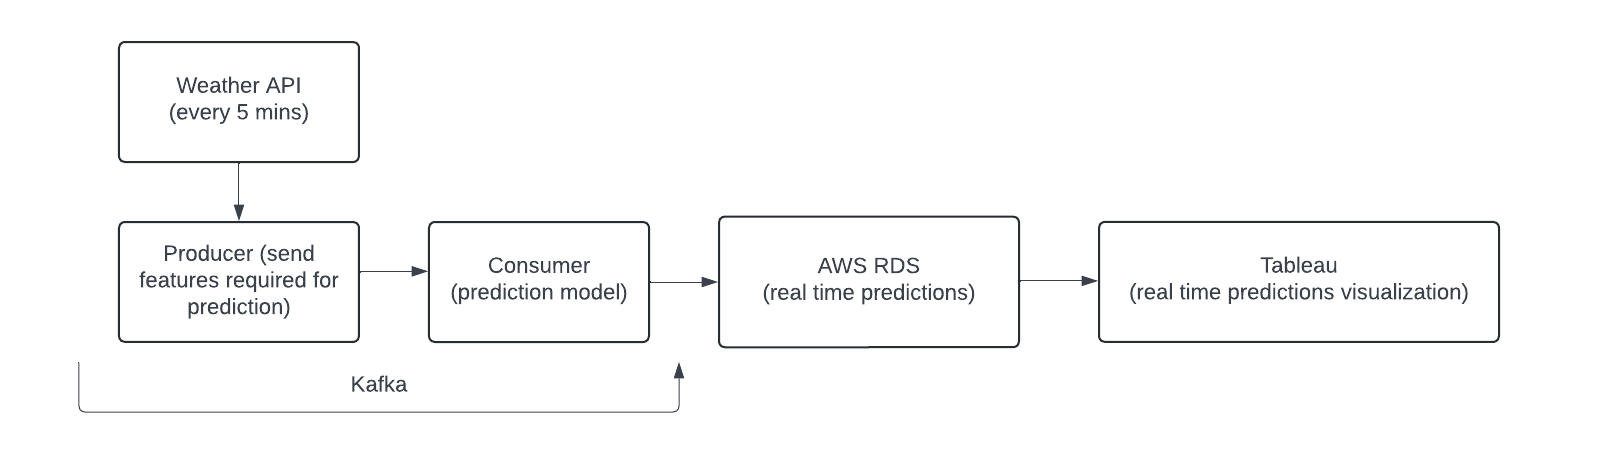 Weather API
(every 5 mins)
Producer (send
features required for
prediction)
Consumer
(prediction model)
AWS RDS
(real time predictions)
Tableau
(real time predictions visualization)
Kafka